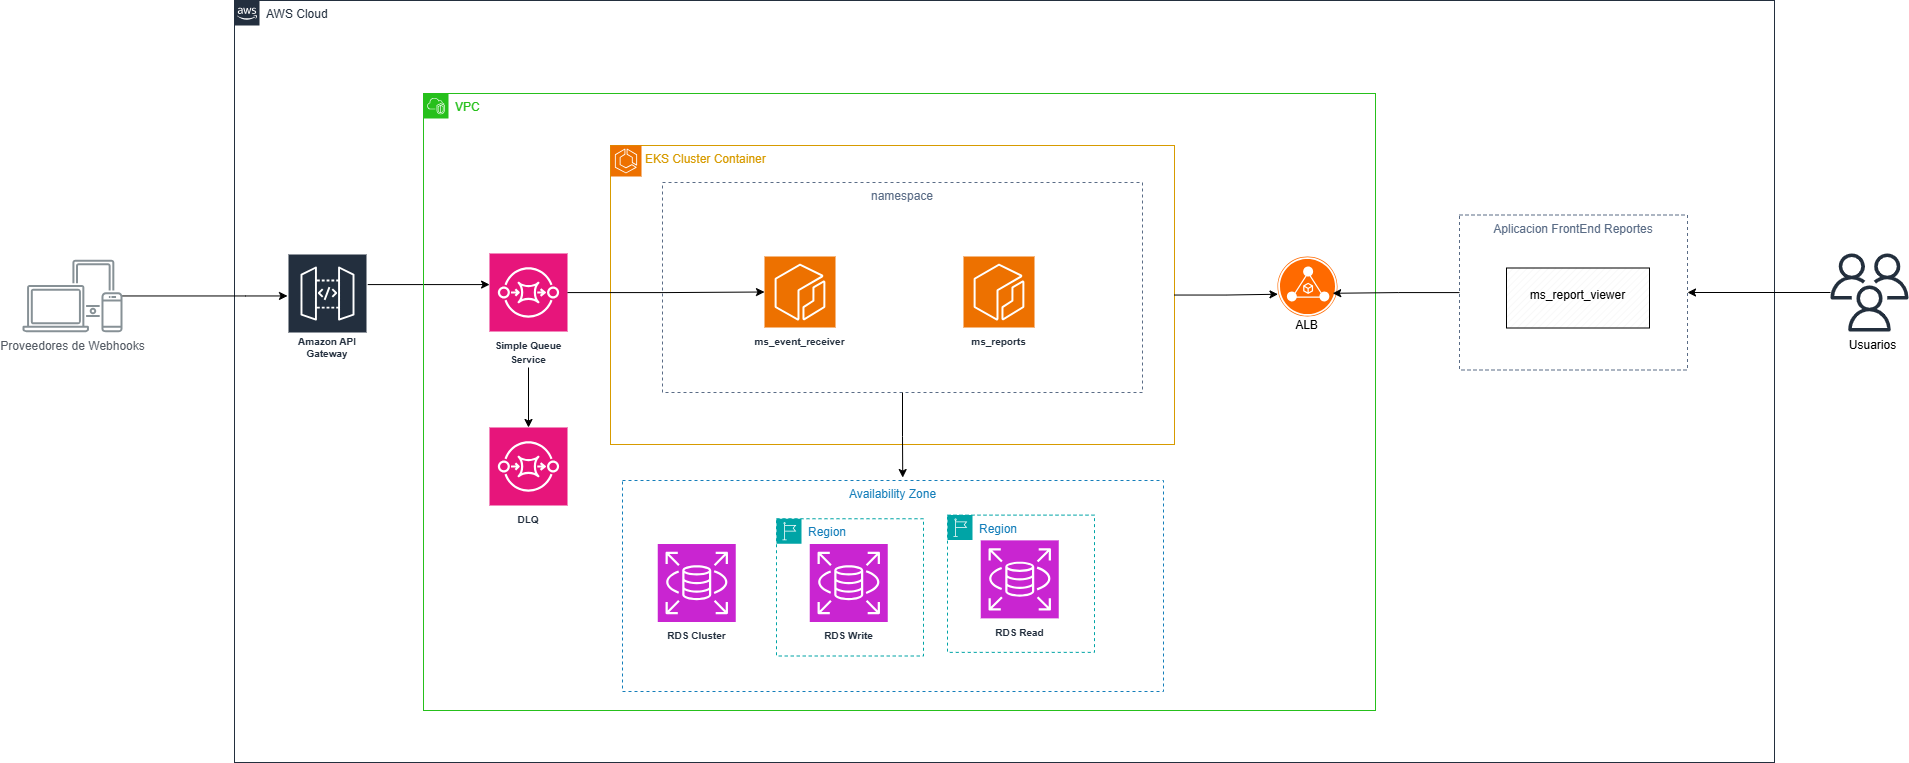 aws
AWS Cloud
VPC
EKS Cluster Container
namespace
Aplicacion FrontEnd Reportes
ms_report_viewer
</>
Amazon API
Gateway
Simple Queue
Service
ms_event_receiver
ms_reports
ALB
Usuarios
Proveedores de Webhooks
DLQ
Availability Zone
Region
Region
RDS Cluster
RDS Write
RDS Read